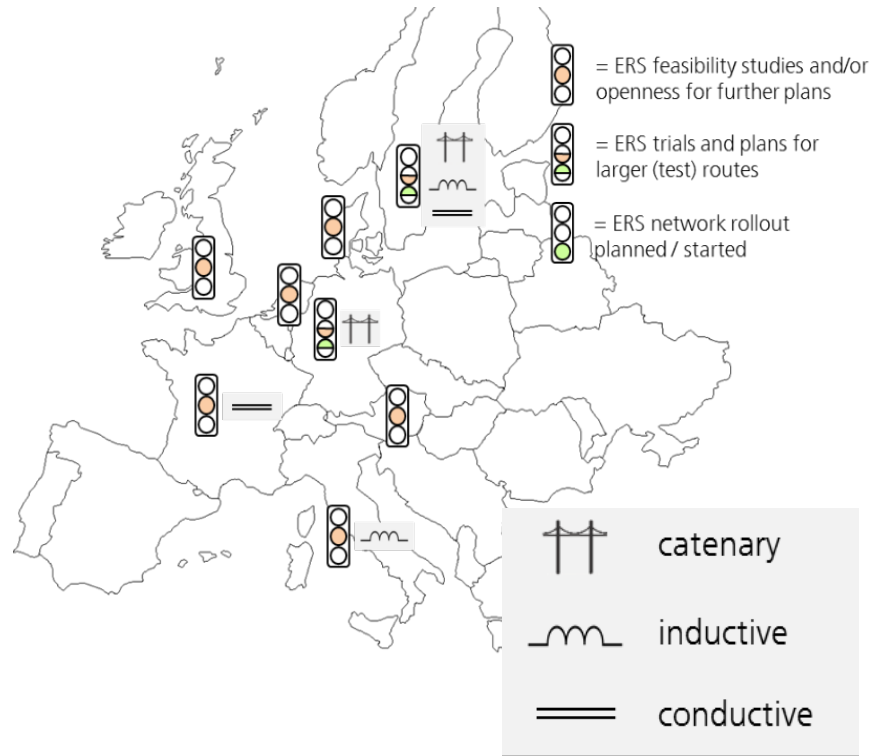 = ERS feasibility studies and/or
openness for further plans
= ERS trials and plans for
larger (test) routes
= ERS network rollout
planned / started
catenary
inductive
conductive